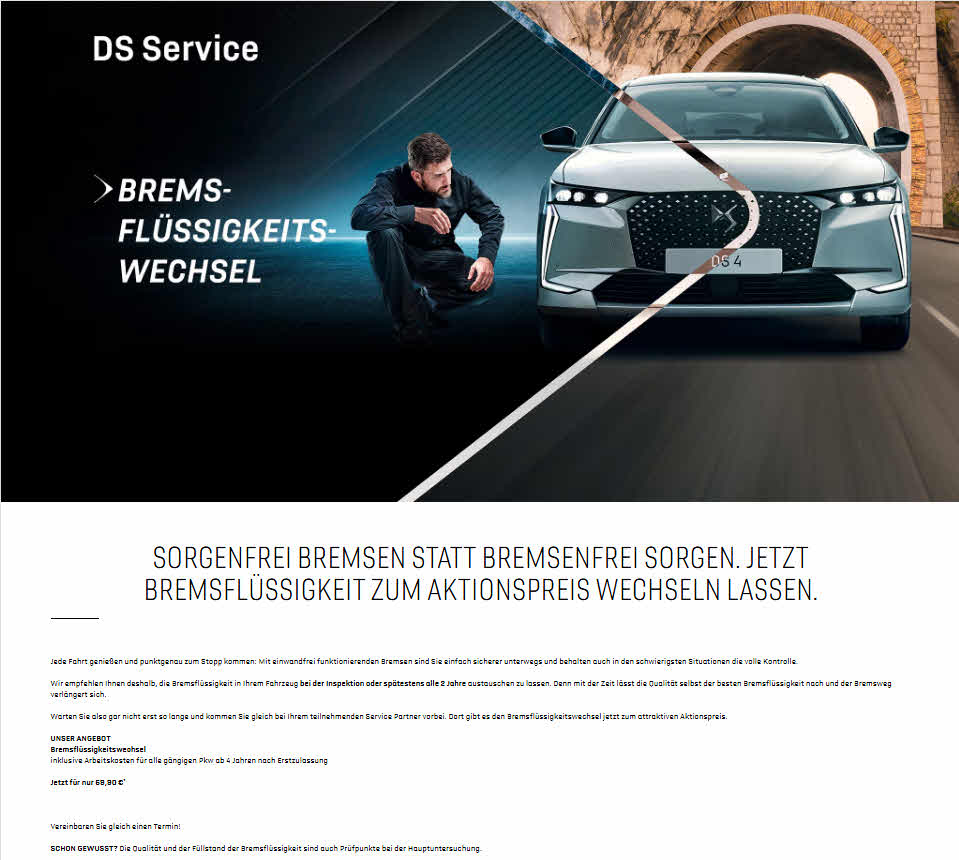 DS Service
BREMS-
FLÜSSIGKEITS-
WECHSEL
DS 4
SORGENFREI BREMSEN STATT BREMSENFREI SORGEN. JETZT
BREMSFLÜSSIGKEIT ZUM AKTIONSPREIS WECHSELN LASSEN.
Jede Fahrt genießen und punktgenau zum Stopp kommen: Mit einwandfrei funktionierenden Bremsen sind Sie einfach sicherer unterwegs und behalten auch in den schwierigsten Situationen die volle Kontrolle.
Wir empfehlen Ihnen deshalb, die Bremsflüssigkeit in Ihrem Fahrzeug bei der Inspektion oder spätestens alle 2 Jahre austauschen zu lassen. Denn mit der Zeit lässt die Qualität selbst der besten Bremsflüssigkeit nach und der Bremsweg
verlängert sich.
Warten Sie also gar nicht erst so lange und kommen Sie gleich bei Ihrem teilnehmenden Service Partner vorbei. Dort gibt es den Bremsflüssigkeitswechsel jetzt zum attraktiven Aktionspreis.
UNSER ANGEBOT
Bremsflüssigkeitswechsel
inklusive Arbeitskosten für alle gängigen Pkw ab 4 Jahren nach Erstzulassung
Jetzt für nur 69,90 €*
Vereinbaren Sie gleich einen Termin!
SCHON GEWUSST? Die Qualität und der Füllstand der Bremsflüssigkeit sind auch Prüfpunkte bei der Hauptuntersuchung.